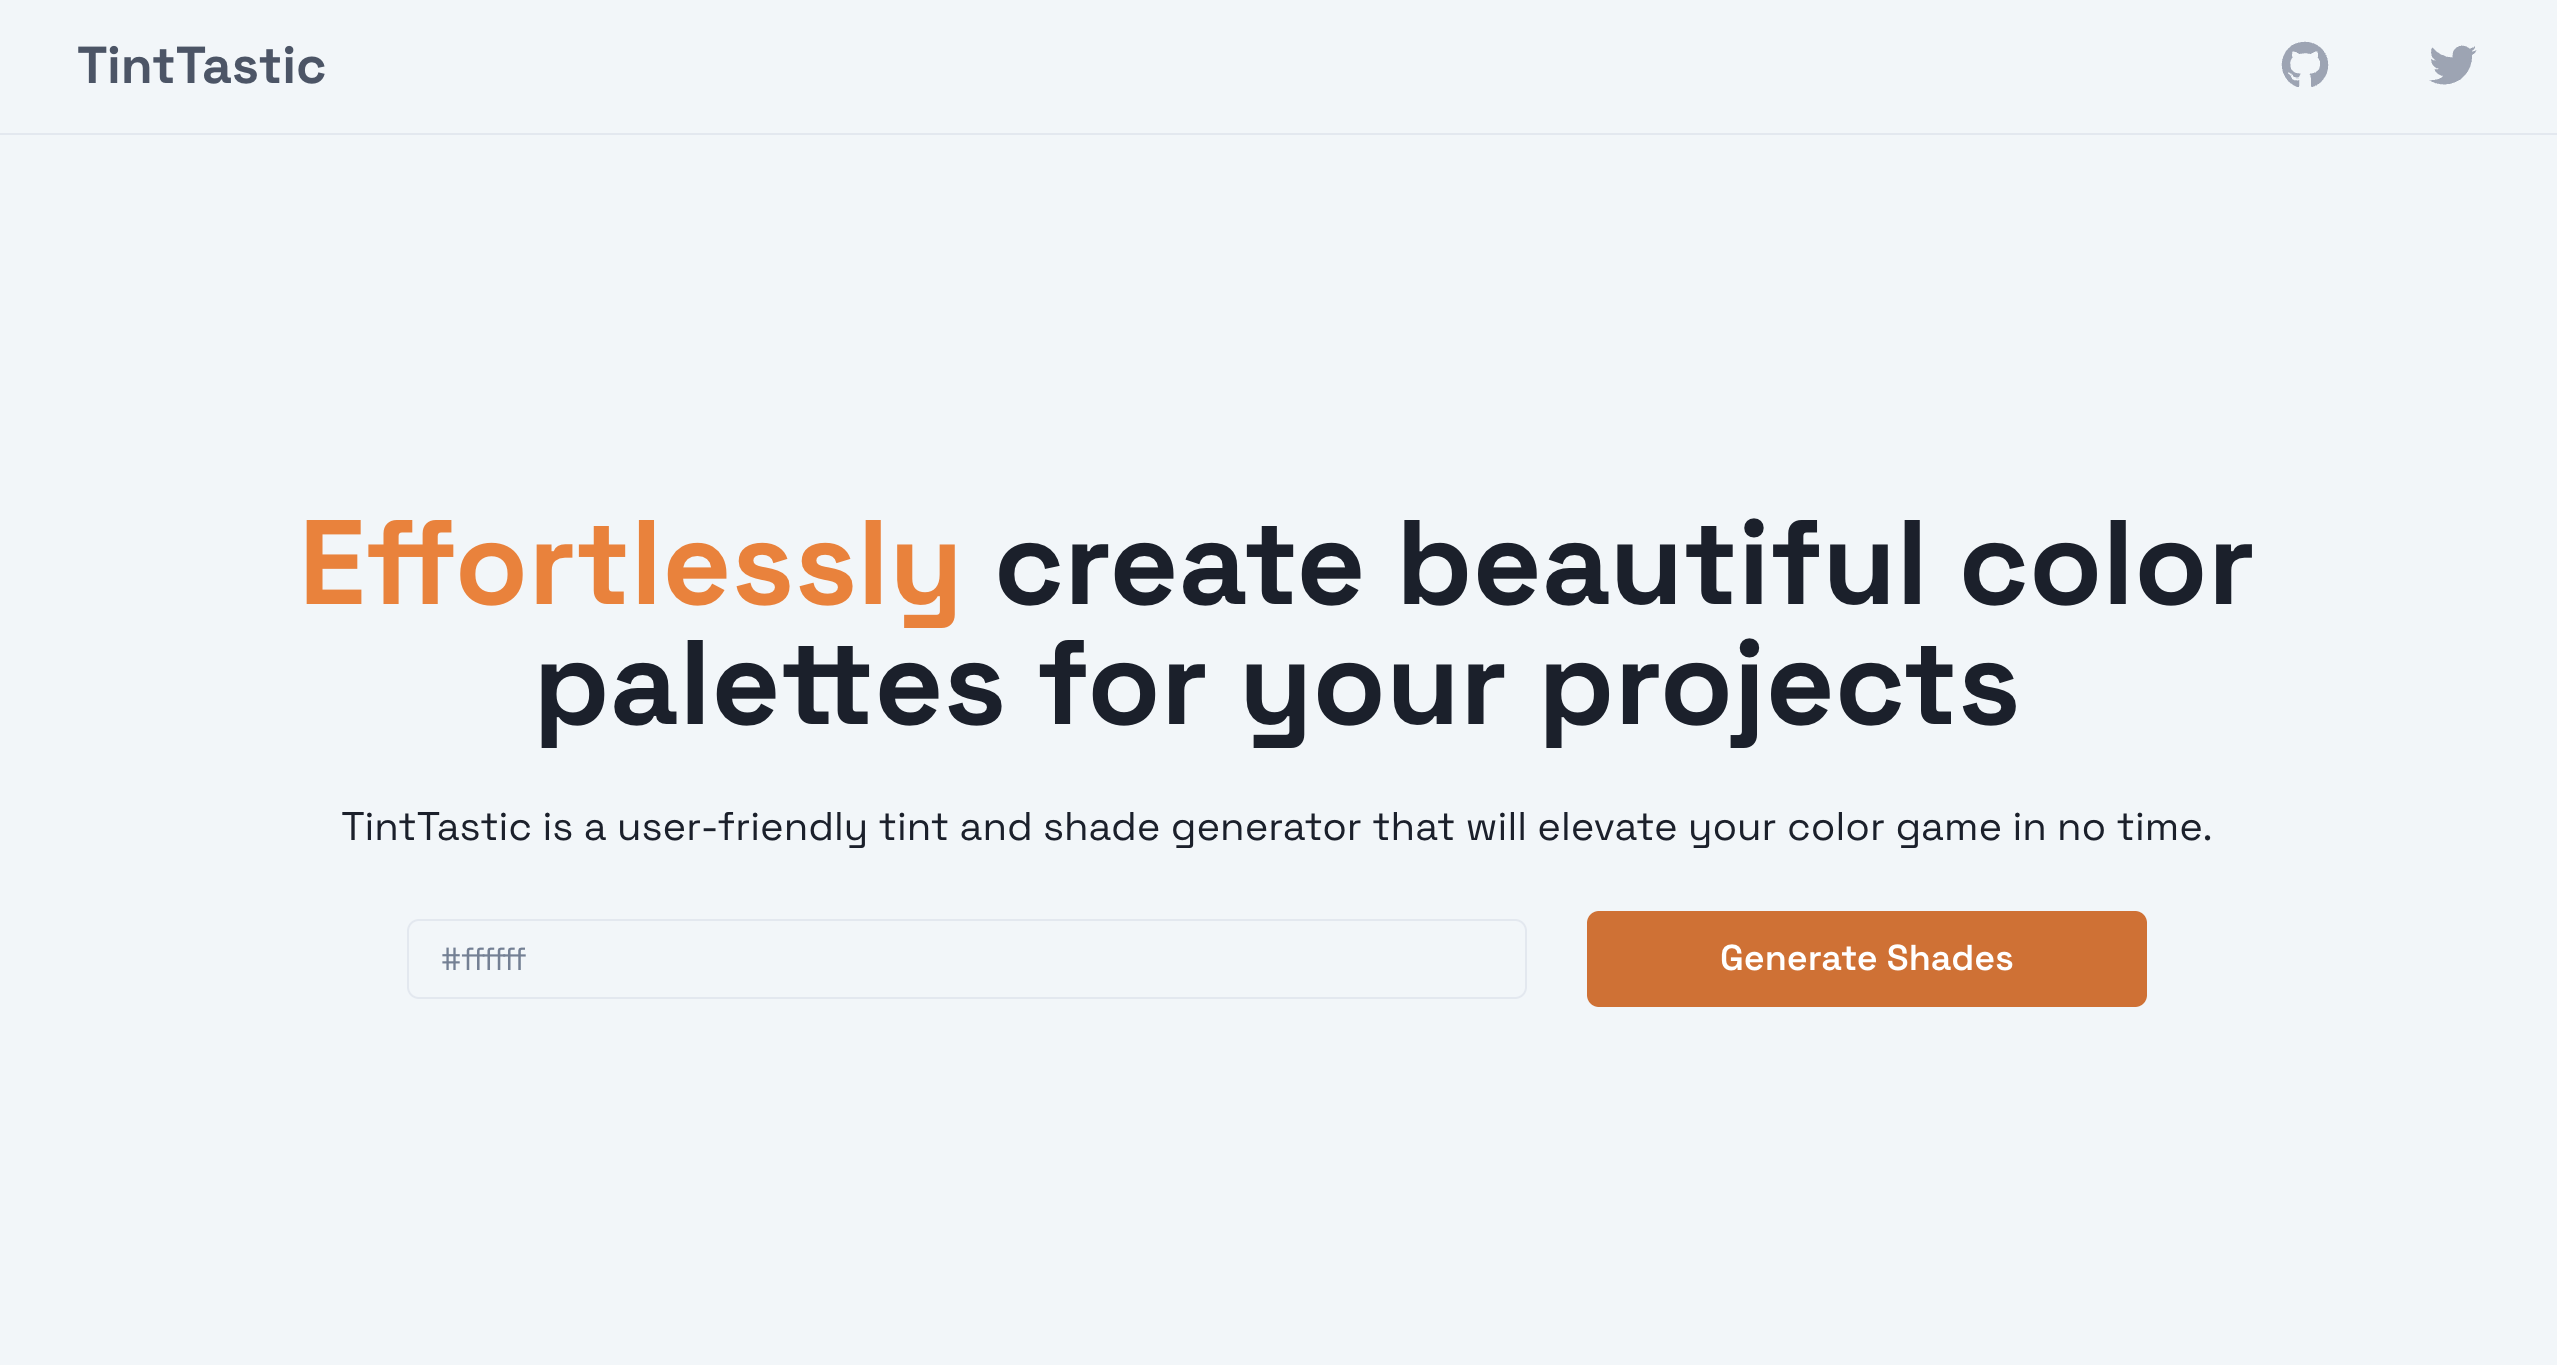 TintTastic
Effortlessly create beautiful color
palettes for your projects
TintTastic is a user-friendly tint and shade generator that will elevate your color game in no time.
#ffffff
Generate Shades